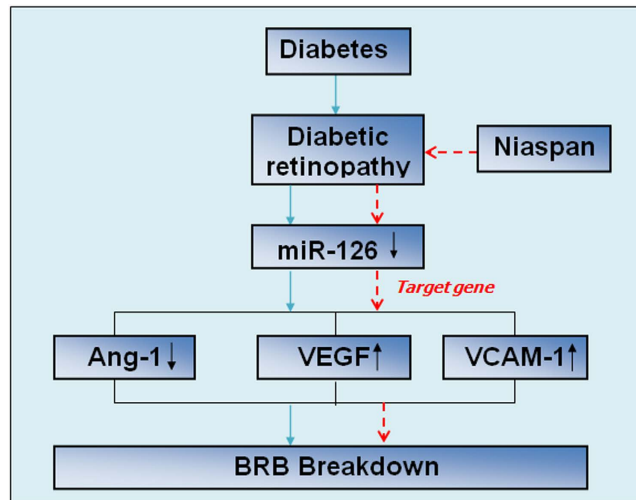 Diabetes
Diabetic
retinopathy
Niaspan
miR-126 ↓
Target gene
Ang-1↓
VEGF↑
VCAM-1↑
BRB Breakdown